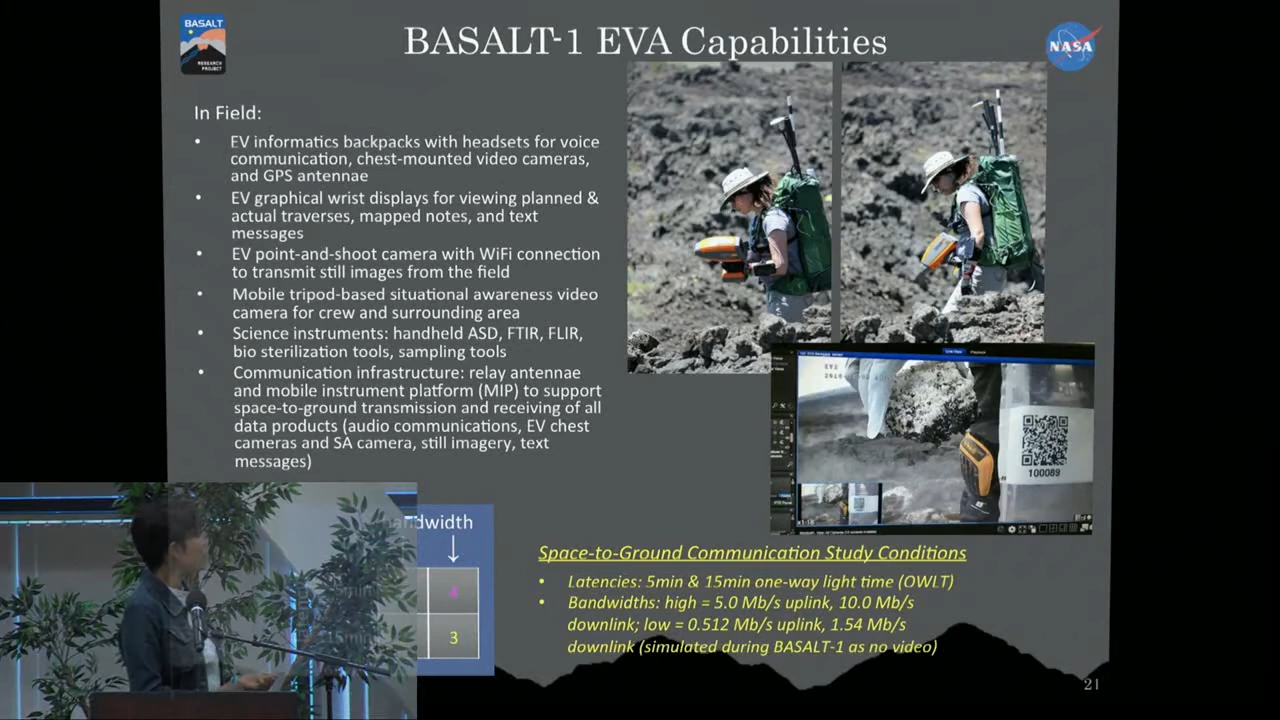 BASALT
RESEARCH
PROJECT
BASALT-1 EVA Capabilities
NASA
In Field:
• EV informatics backpacks with headsets for voice
communication, chest-mounted video cameras,
and GPS antennae
• EV graphical wrist displays for viewing planned &
actual traverses, mapped notes, and text
messages
• EV point-and-shoot camera with WiFi connection
to transmit still images from the field
• Mobile tripod-based situational awareness video
camera for crew and surrounding area
• Science instruments: handheld ASD, FTIR, FLIR,
bio sterilization tools, sampling tools
• Communication infrastructure: relay antennae
and mobile instrument platform (MIP) to support
space-to-ground transmission and receiving of all
data products (audio communications, EV chest
cameras and SA camera, still imagery, text
messages)
100089
andwidth
4
3
Space-to-Ground Communication Study Conditions
• Latencies: 5min & 15min one-way light time (OWLT)
• Bandwidths: high = 5.0 Mb/s uplink, 10.0 Mb/s
downlink; low = 0.512 Mb/s uplink, 1.54 Mb/s
downlink (simulated during BASALT-1 as no video)
21